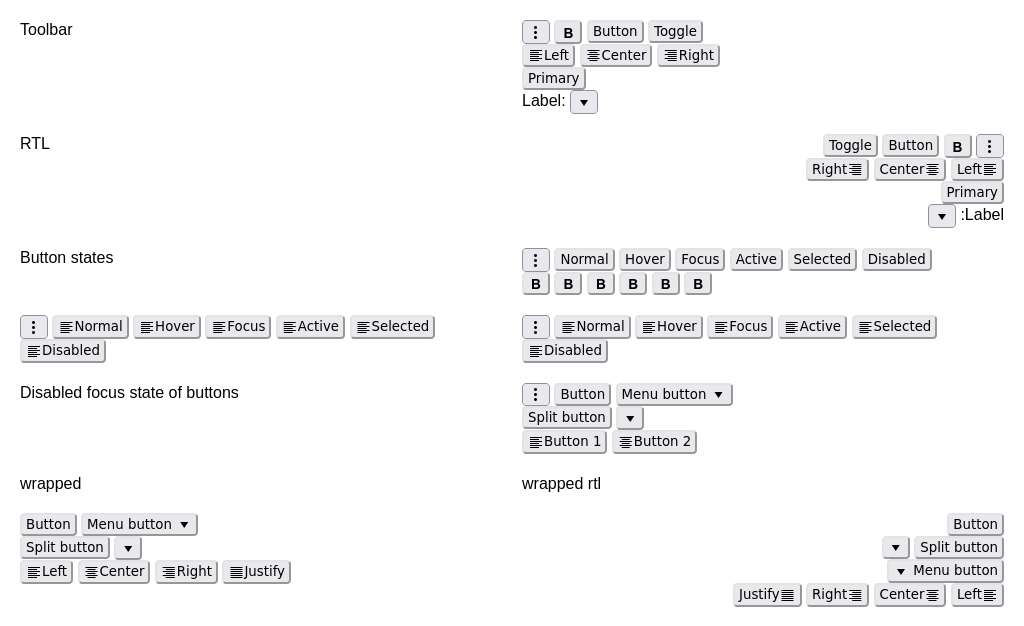 Toolbar
B Button Toggle
Left Center Right
Primary
Label:
RTL
Toggle Button B
Right Center Left
Primary
:Label
Button states
Normal Hover Focus Active Selected Disabled
B B B B B B
Normal Hover Focus Active Selected
Disabled
Normal Hover Focus Active Selected
Disabled
Disabled focus state of buttons
Button Menu button
Split button
Button 1 Button 2
wrapped
Button Menu button
Split button
Left Center Right Justify
wrapped rtl
Button
Split button
Menu button
Justify Right Center Left